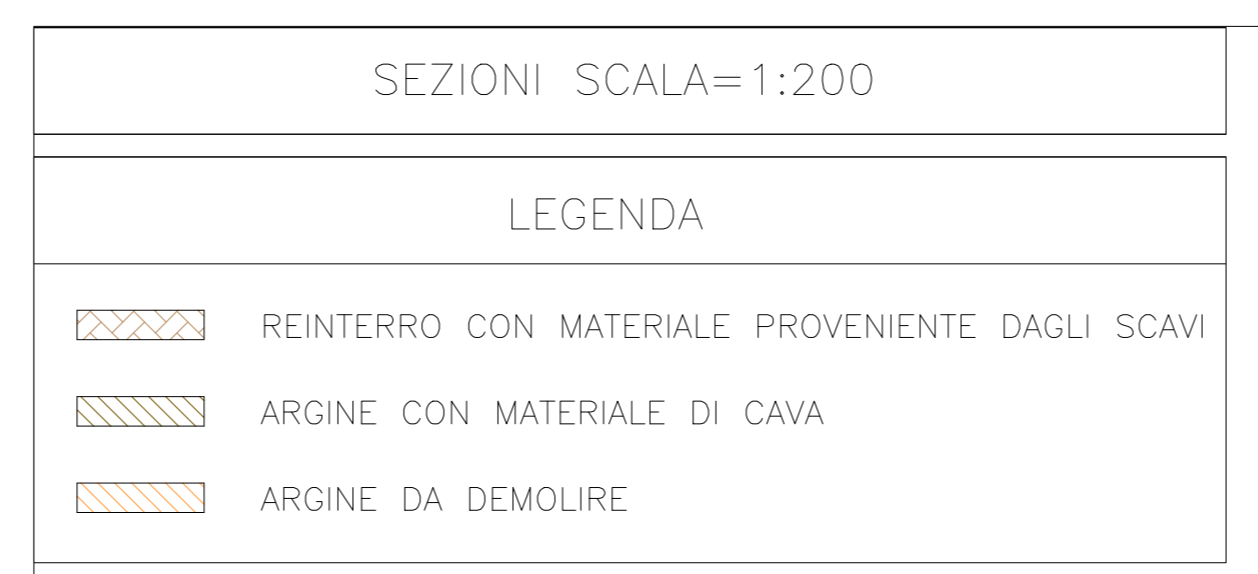 SEZIONI SCALA=1:200
LEGENDA
REINTERRO CON MATERIALE PROVENIENTE DAGLI SCAVI
ARGINE CON MATERIALE DI CAVA
ARGINE DA DEMOLIRE